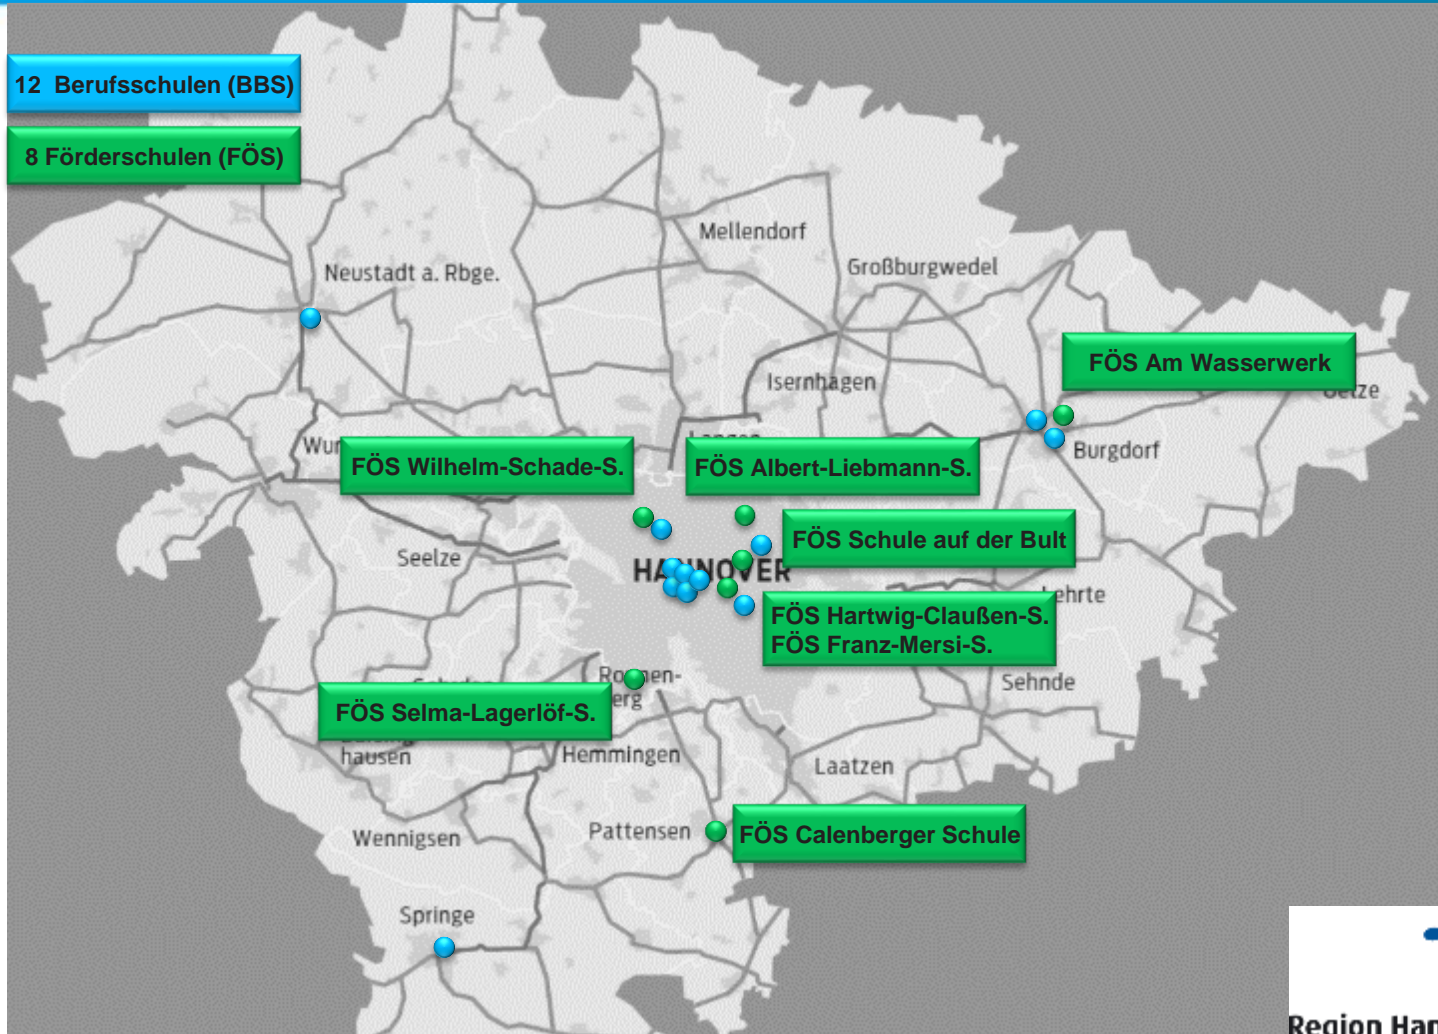 12 Berufsschulen (BBS)
8 Förderschulen (FÖS)
Mellendorf
Großburgwedel
Neustadt a. Rbge.
FÖS Am Wasserwerk
Isernhagen
Burgdorf
FÖS Wilhelm-Schade-S.
FÖS Albert-Liebmann-S.
FÖS Schule auf der Bult
Seelze
HANNOVER
Lehrte
FÖS Hartwig-Claußen-S.
FÖS Franz-Mersi-S.
Sehnde
FÖS Selma-Lagerlöf-S.
hausen
Hemmingen
Laatzen
Wennigsen
Pattensen
FÖS Calenberger Schule
Springe
Region Han